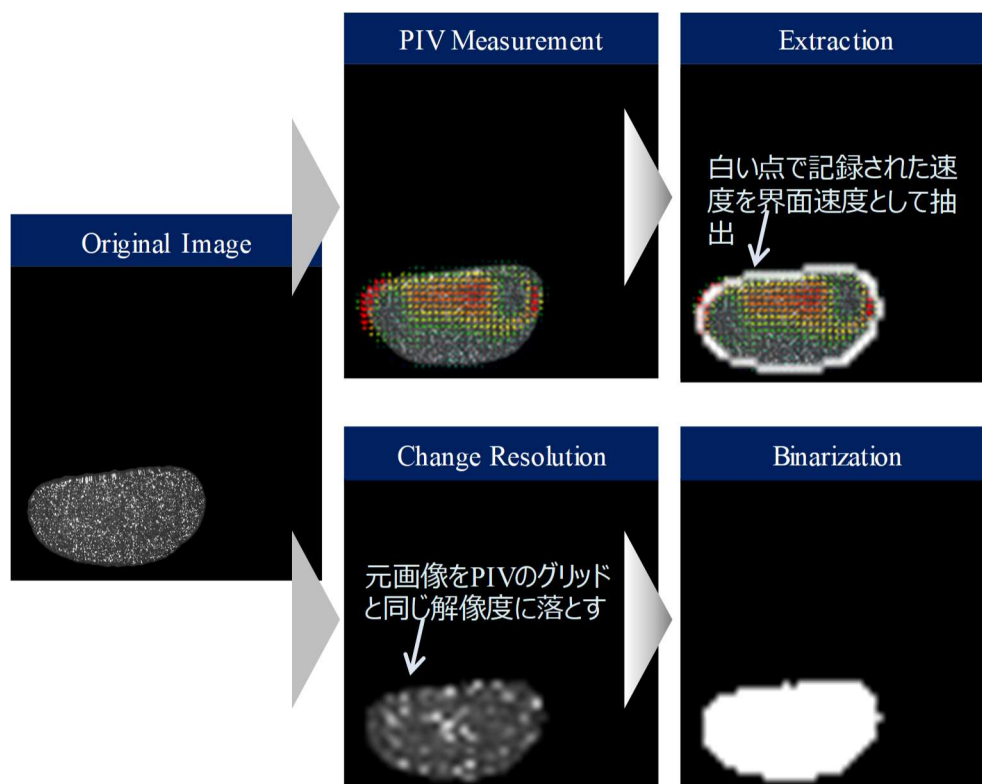 PIV Measurement
Extraction
白い点で記録された速
度を界面速度として抽
出
Original Image
Change Resolution
Binarization
元画像をPIVのグリッド
と同じ解像度に落とす